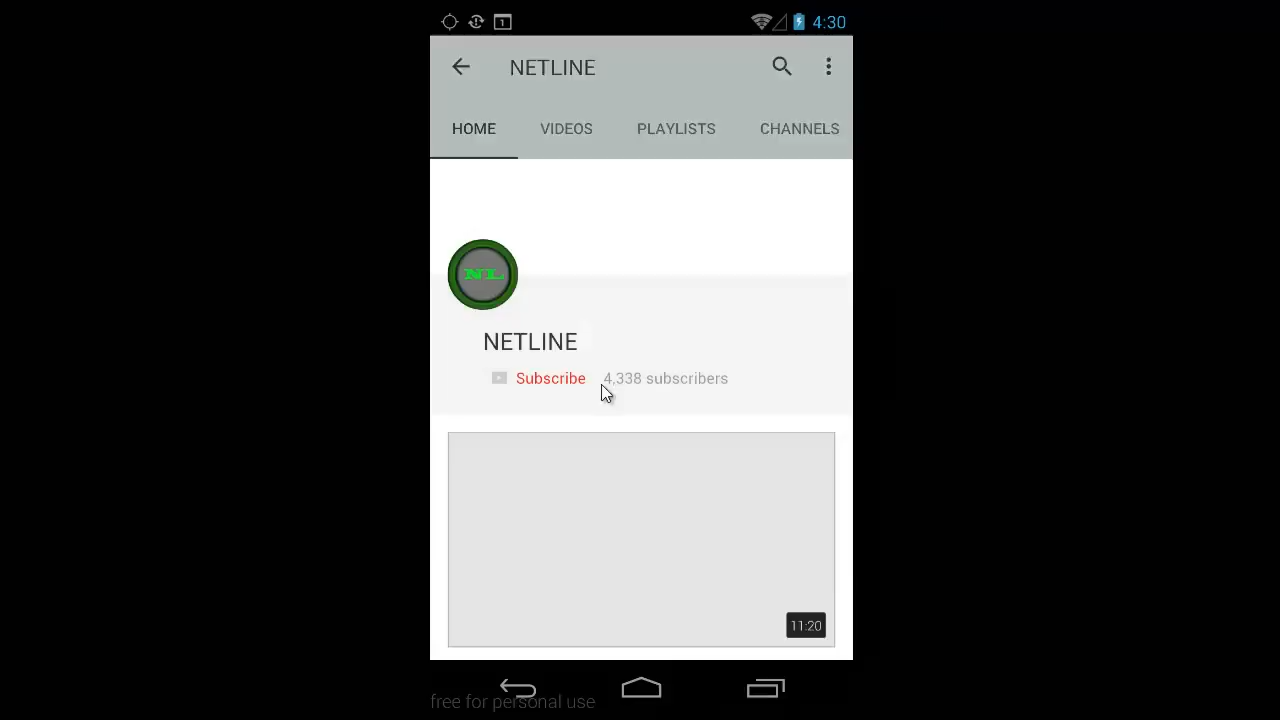 1
4:30
NETLINE
HOME VIDEOS PLAYLISTS CHANNELS
NL
NETLINE
Subscribe 4,338 subscribers
11:20
free for personal use